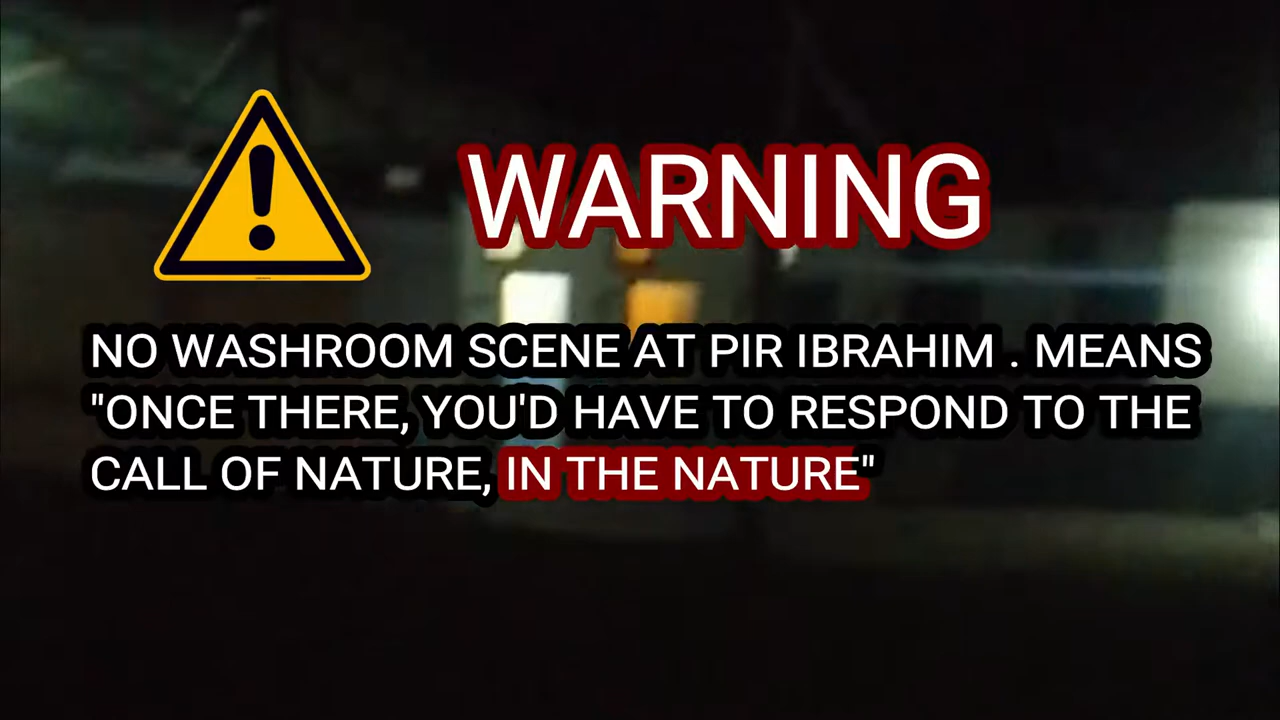 WARNING
NO WASHROOM SCENE AT PIR IBRAHIM . MEANS
"ONCE THERE, YOU'D HAVE TO RESPOND TO THE
CALL OF NATURE, IN THE NATURE"